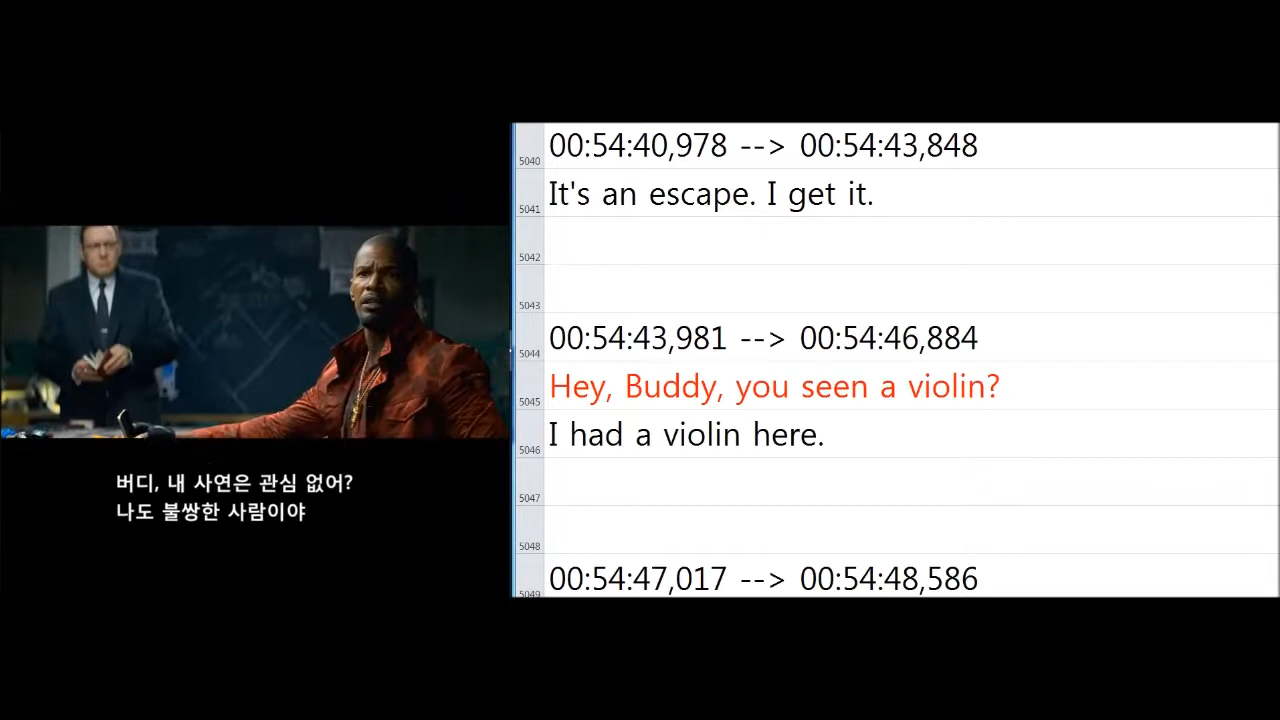 버디, 내 사연은 관심 없어?
나도 불쌍한 사람이야
5040 00:54:40,978 --> 00:54:43,848
5041 It's an escape. I get it.
5042
5043
5044 00:54:43,981 --> 00:54:46,884
5045 Hey, Buddy, you seen a violin?
5046 I had a violin here.
5047
5048
5049 00:54:47,017 --> 00:54:48,586